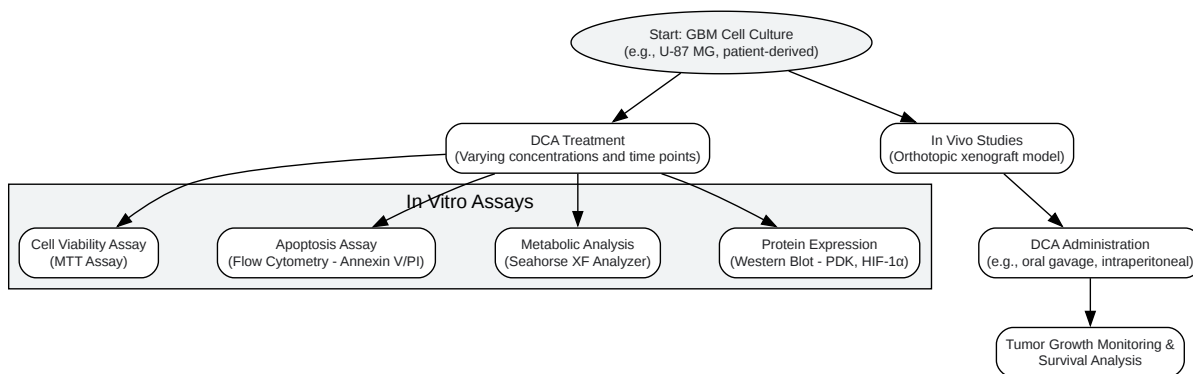 Start: GBM Cell Culture
(e.g., U-87 MG, patient-derived)
DCA Treatment
(Varying concentrations and time points)
In Vivo Studies
(Orthotopic xenograft model)
In Vitro Assays
Cell Viability Assay
(MTT Assay)
Apoptosis Assay
(Flow Cytometry - Annexin V/PI)
Metabolic Analysis
(Seahorse XF Analyzer)
Protein Expression
(Western Blot - PDK, HIF-1α)
DCA Administration
(e.g., oral gavage, intraperitoneal)
Tumor Growth Monitoring &
Survival Analysis